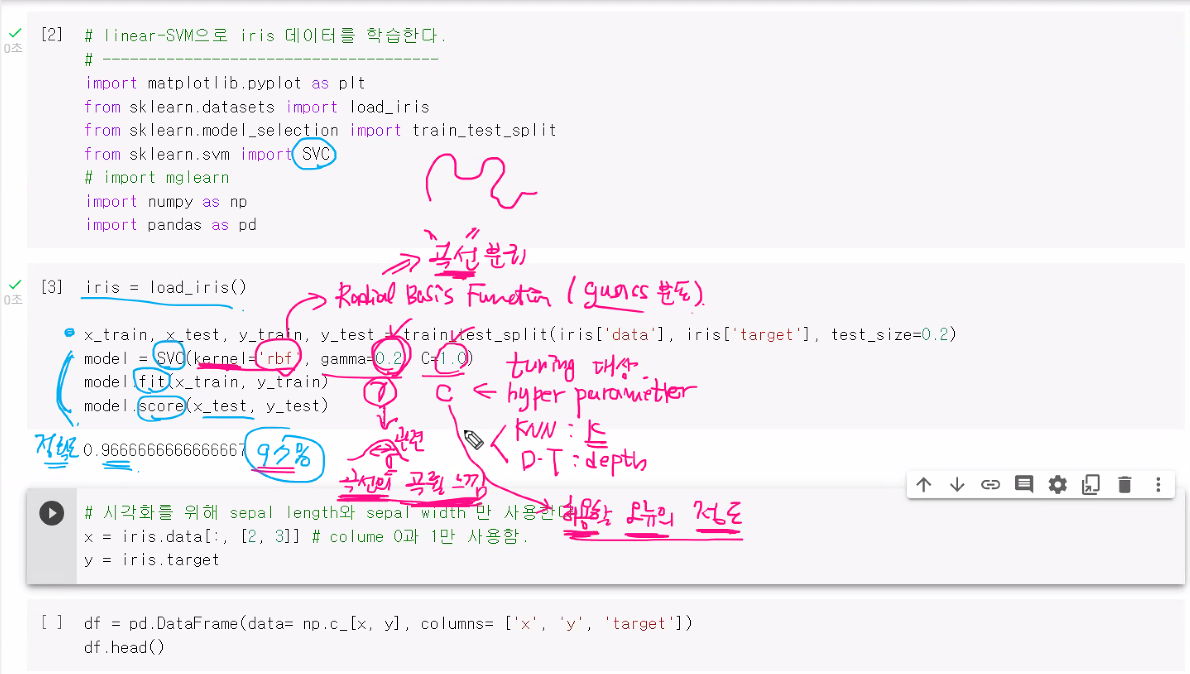 [2] # linear-SVM으로 iris 데이터를 학습한다.
# ------------------------------------
import matplotlib.pyplot as plt
from sklearn.datasets import load_iris
from sklearn.model_selection import train_test_split
from sklearn.svm import SVC
# import mglearn
import numpy as np
import pandas as pd
0초
"곡선" 분리
[3] iris = load_iris()
0초
Radial Basis Function (guass 분포).
x_train, x_test, y_train, y_test = train_test_split(iris['data'], iris['target'], test_size=0.2)
model = SVC(kernel='rbf', gamma=0.2, C=1.0)
tuning 대상.
model.fit(x_train, y_train)
γ C ← hyper parameter
model.score(x_test, y_test)
KNN : K
관련
정확도 0.9666666666666667
D-T : depth
곡선의 곡률 느낌
허용할 오류의 정도
# 시각화를 위해 sepal length와 sepal width 만 사용한다
x = iris.data[:, [2, 3]] # colume 0과 1만 사용함.
y = iris.target
[ ] df = pd.DataFrame(data= np.c_[x, y], columns= ['x', 'y', 'target'])
df.head()